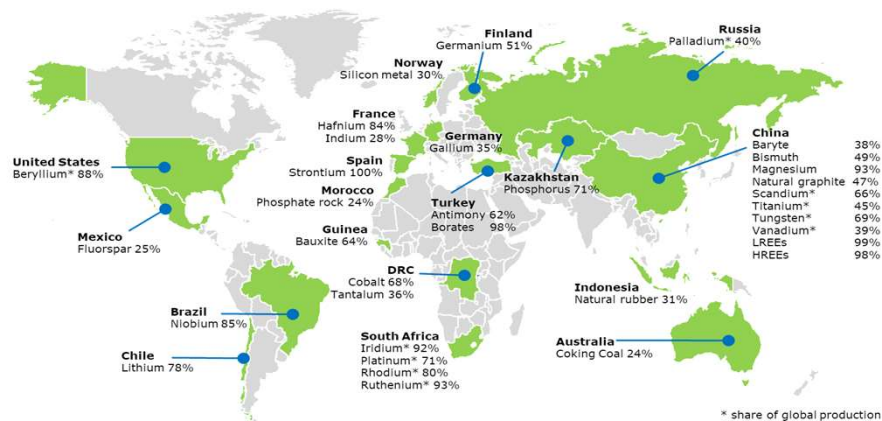 Finland
Germanium 51%
Russia
Palladium* 40%
Norway
Silicon metal 30%
France
Hafnium 84%
Indium 28%
Germany
Gallium 35%
China
Baryte 38%
Bismuth 49%
Magnesium 93%
Natural graphite 47%
Scandium* 66%
Titanium* 45%
Tungsten* 69%
Vanadium* 39%
LREEs 99%
HREEs 98%
United States
Beryllium* 88%
Spain
Strontium 100%
Kazakhstan
Phosphorus 71%
Morocco
Phosphate rock 24%
Turkey
Antimony 62%
Borates 98%
Mexico
Fluorspar 25%
Guinea
Bauxite 64%
DRC
Cobalt 68%
Tantalum 36%
Indonesia
Natural rubber 31%
Brazil
Niobium 85%
South Africa
Iridium* 92%
Platinum* 71%
Rhodium* 80%
Ruthenium* 93%
Australia
Coking Coal 24%
Chile
Lithium 78%
* share of global production